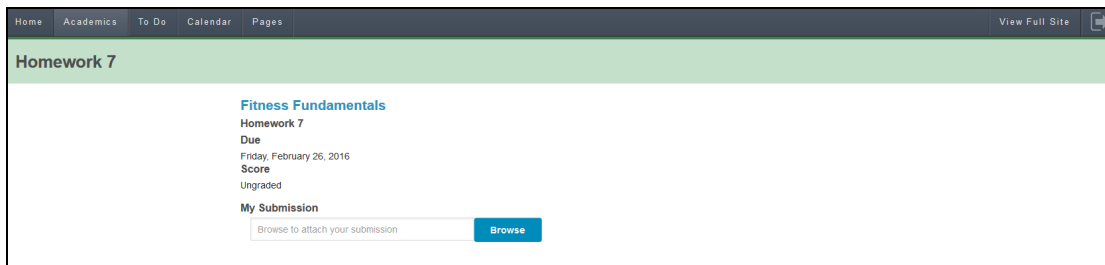 Home Academics To Do Calendar Pages View Full Site
Homework 7
Fitness Fundamentals
Homework 7
Due
Friday, February 26, 2016
Score
Ungraded
My Submission
Browse to attach your submission Browse